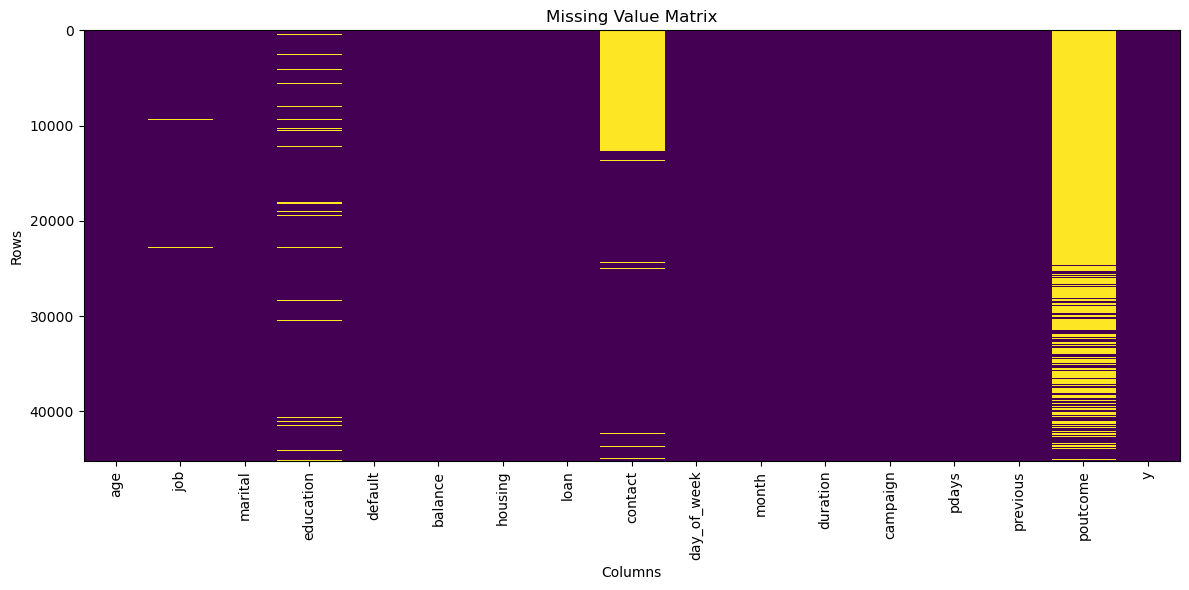 Missing Value Matrix
0
10000
20000
30000
40000
Rows
age
job
marital
education
default
balance
housing
loan
contact
day_of_week
month
duration
campaign
pdays
previous
poutcome
y
Columns